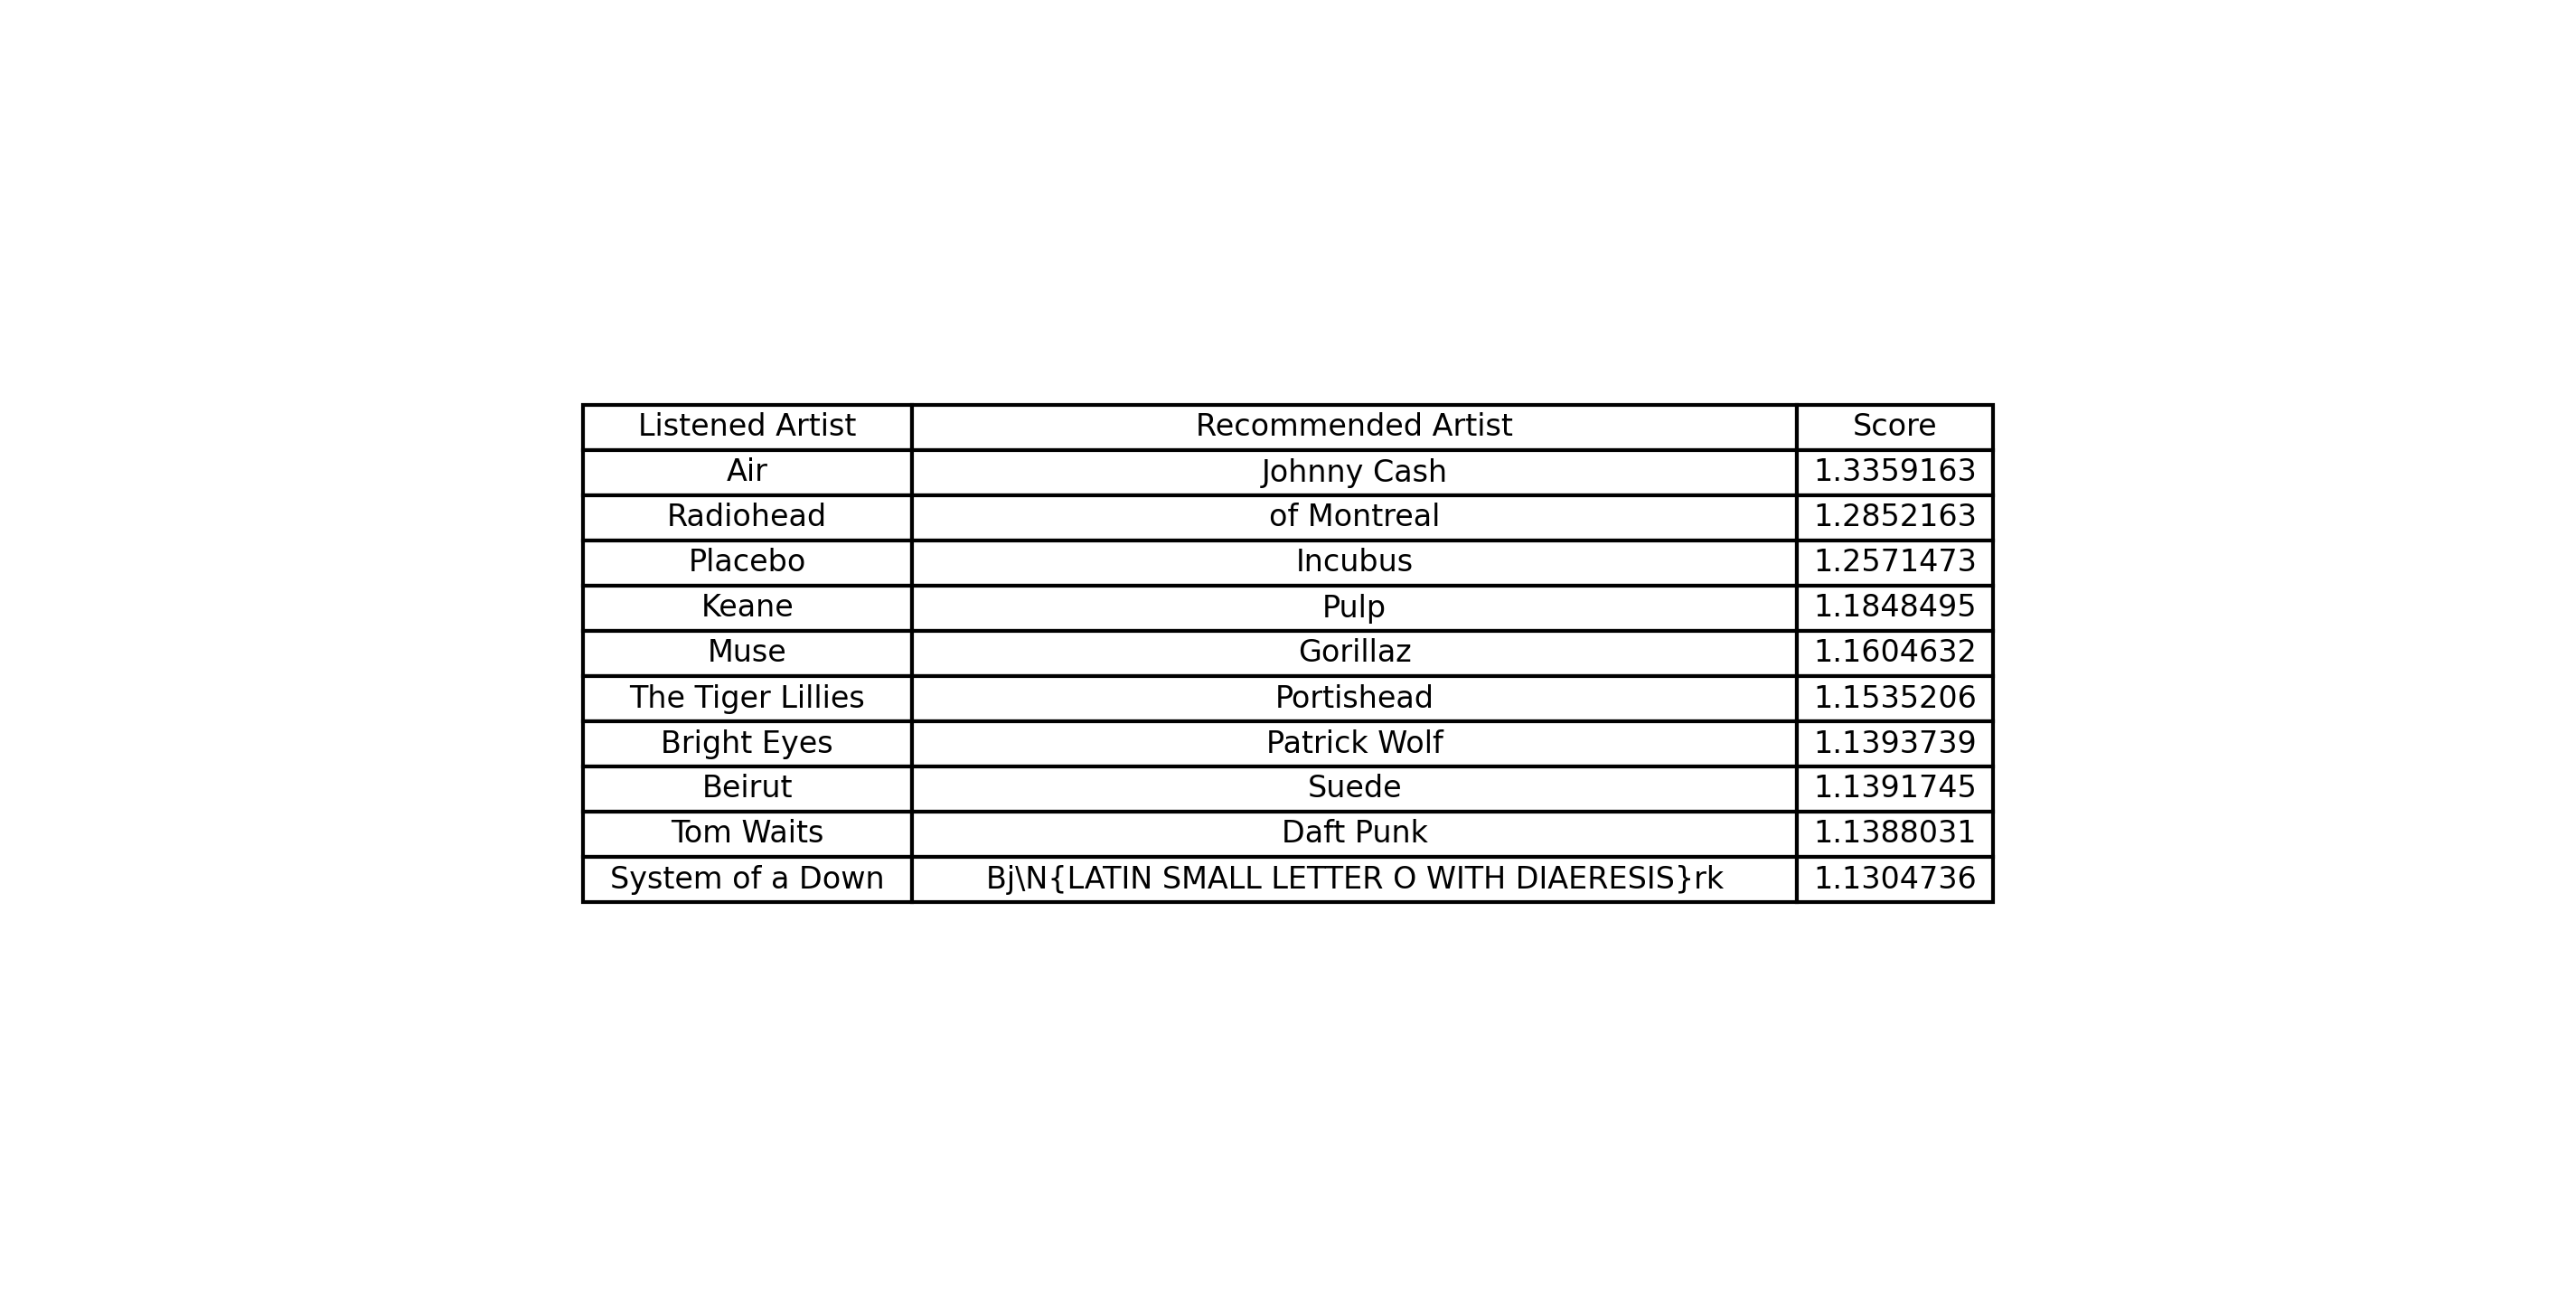 Listened Artist Recommended Artist Score
Air Johnny Cash 1.3359163
Radiohead of Montreal 1.2852163
Placebo Incubus 1.2571473
Keane Pulp 1.1848495
Muse Gorillaz 1.1604632
The Tiger Lillies Portishead 1.1535206
Bright Eyes Patrick Wolf 1.1393739
Beirut Suede 1.1391745
Tom Waits Daft Punk 1.1388031
System of a Down Bj\N{LATIN SMALL LETTER O WITH DIAERESIS}rk 1.1304736